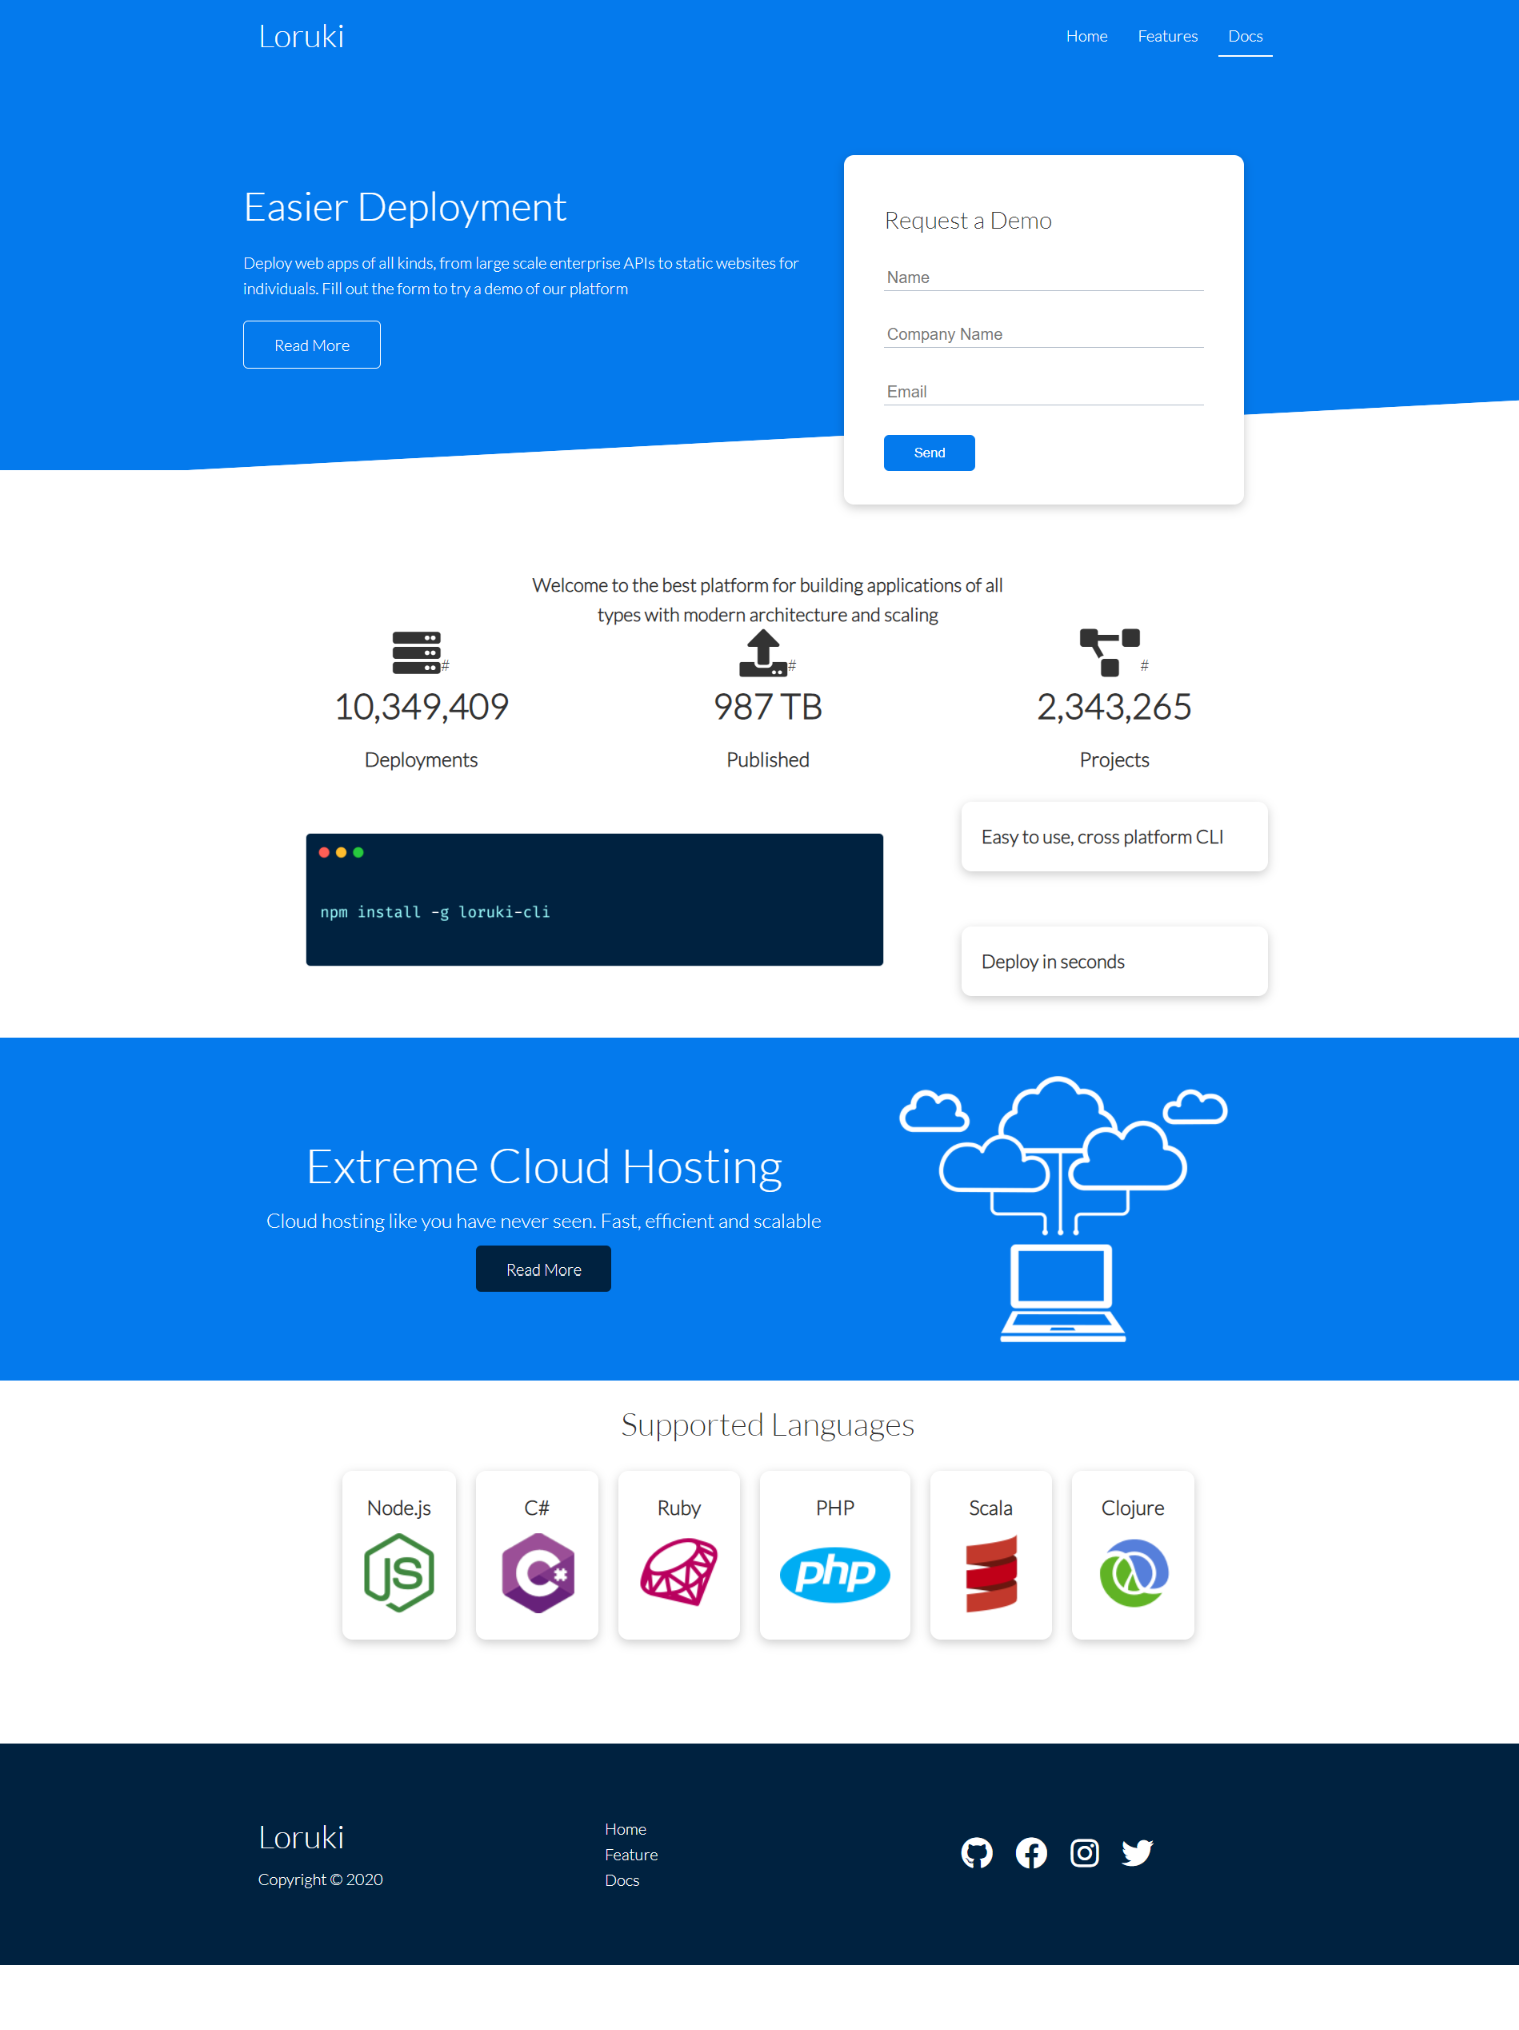 Loruki
Home
Features
Docs
Easier Deployment
Deploy web apps of all kinds, from large scale enterprise APIs to static websites for
individuals. Fill out the form to try a demo of our platform
Read More
Request a Demo
Name
Company Name
Email
Send
Welcome to the best platform for building applications of all
types with modern architecture and scaling
#
10,349,409
Deployments
#
987 TB
Published
#
2,343,265
Projects
npm install -g loruki-cli
Easy to use, cross platform CLI
Deploy in seconds
Extreme Cloud Hosting
Cloud hosting like you have never seen. Fast, efficient and scalable
Read More
Supported Languages
Node.js
JS
C#
C#
Ruby
PHP
php
Scala
Clojure
Loruki
Copyright © 2020
Home
Feature
Docs